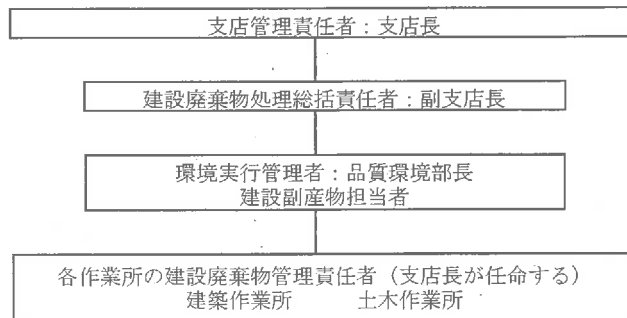 支店管理責任者：支店長
建設廃棄物処理総括責任者：副支店長
環境実行管理者：品質環境部長
建設副産物担当者
各作業所の建設廃棄物管理責任者（支店長が任命する）
建築作業所　　　土木作業所